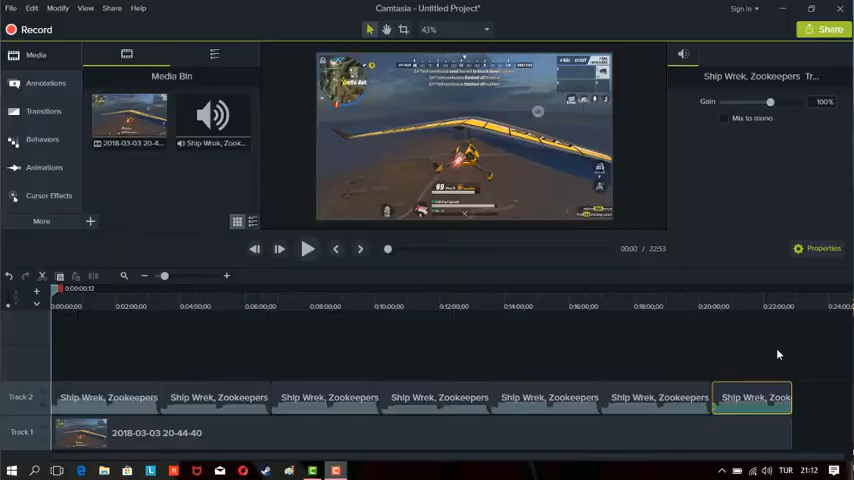 File Edit Modify View Share Help
Camtasia - Untitled Project*
Sign in
Record
43%
Share
Media
Annotations
Transitions
Behaviors
Animations
Cursor Effects
More
Media Bin
2018-03-03 20-4...
Ship Wrek, Zook...
Ship Wrek, Zookeepers Tr...
Gain
100%
Mix to mono
99
00:00 / 22:53
Properties
0:00:00;12
0:00:00;00 0:02:00;00 0:04:00;00 0:06:00;00 0:08:00;00 0:10:00;00 0:12:00;00 0:14:00;00 0:16:00;00 0:18:00;00 0:20:00;00 0:22:00;00 0:24:00;0
Track 2
Ship Wrek, Zookeepers Ship Wrek, Zookeepers Ship Wrek, Zookeepers Ship Wrek, Zookeepers Ship Wrek, Zookeepers Ship Wrek, Zookeepers Ship Wrek, Zook
Track 1
2018-03-03 20-44-40
TUR 21:12